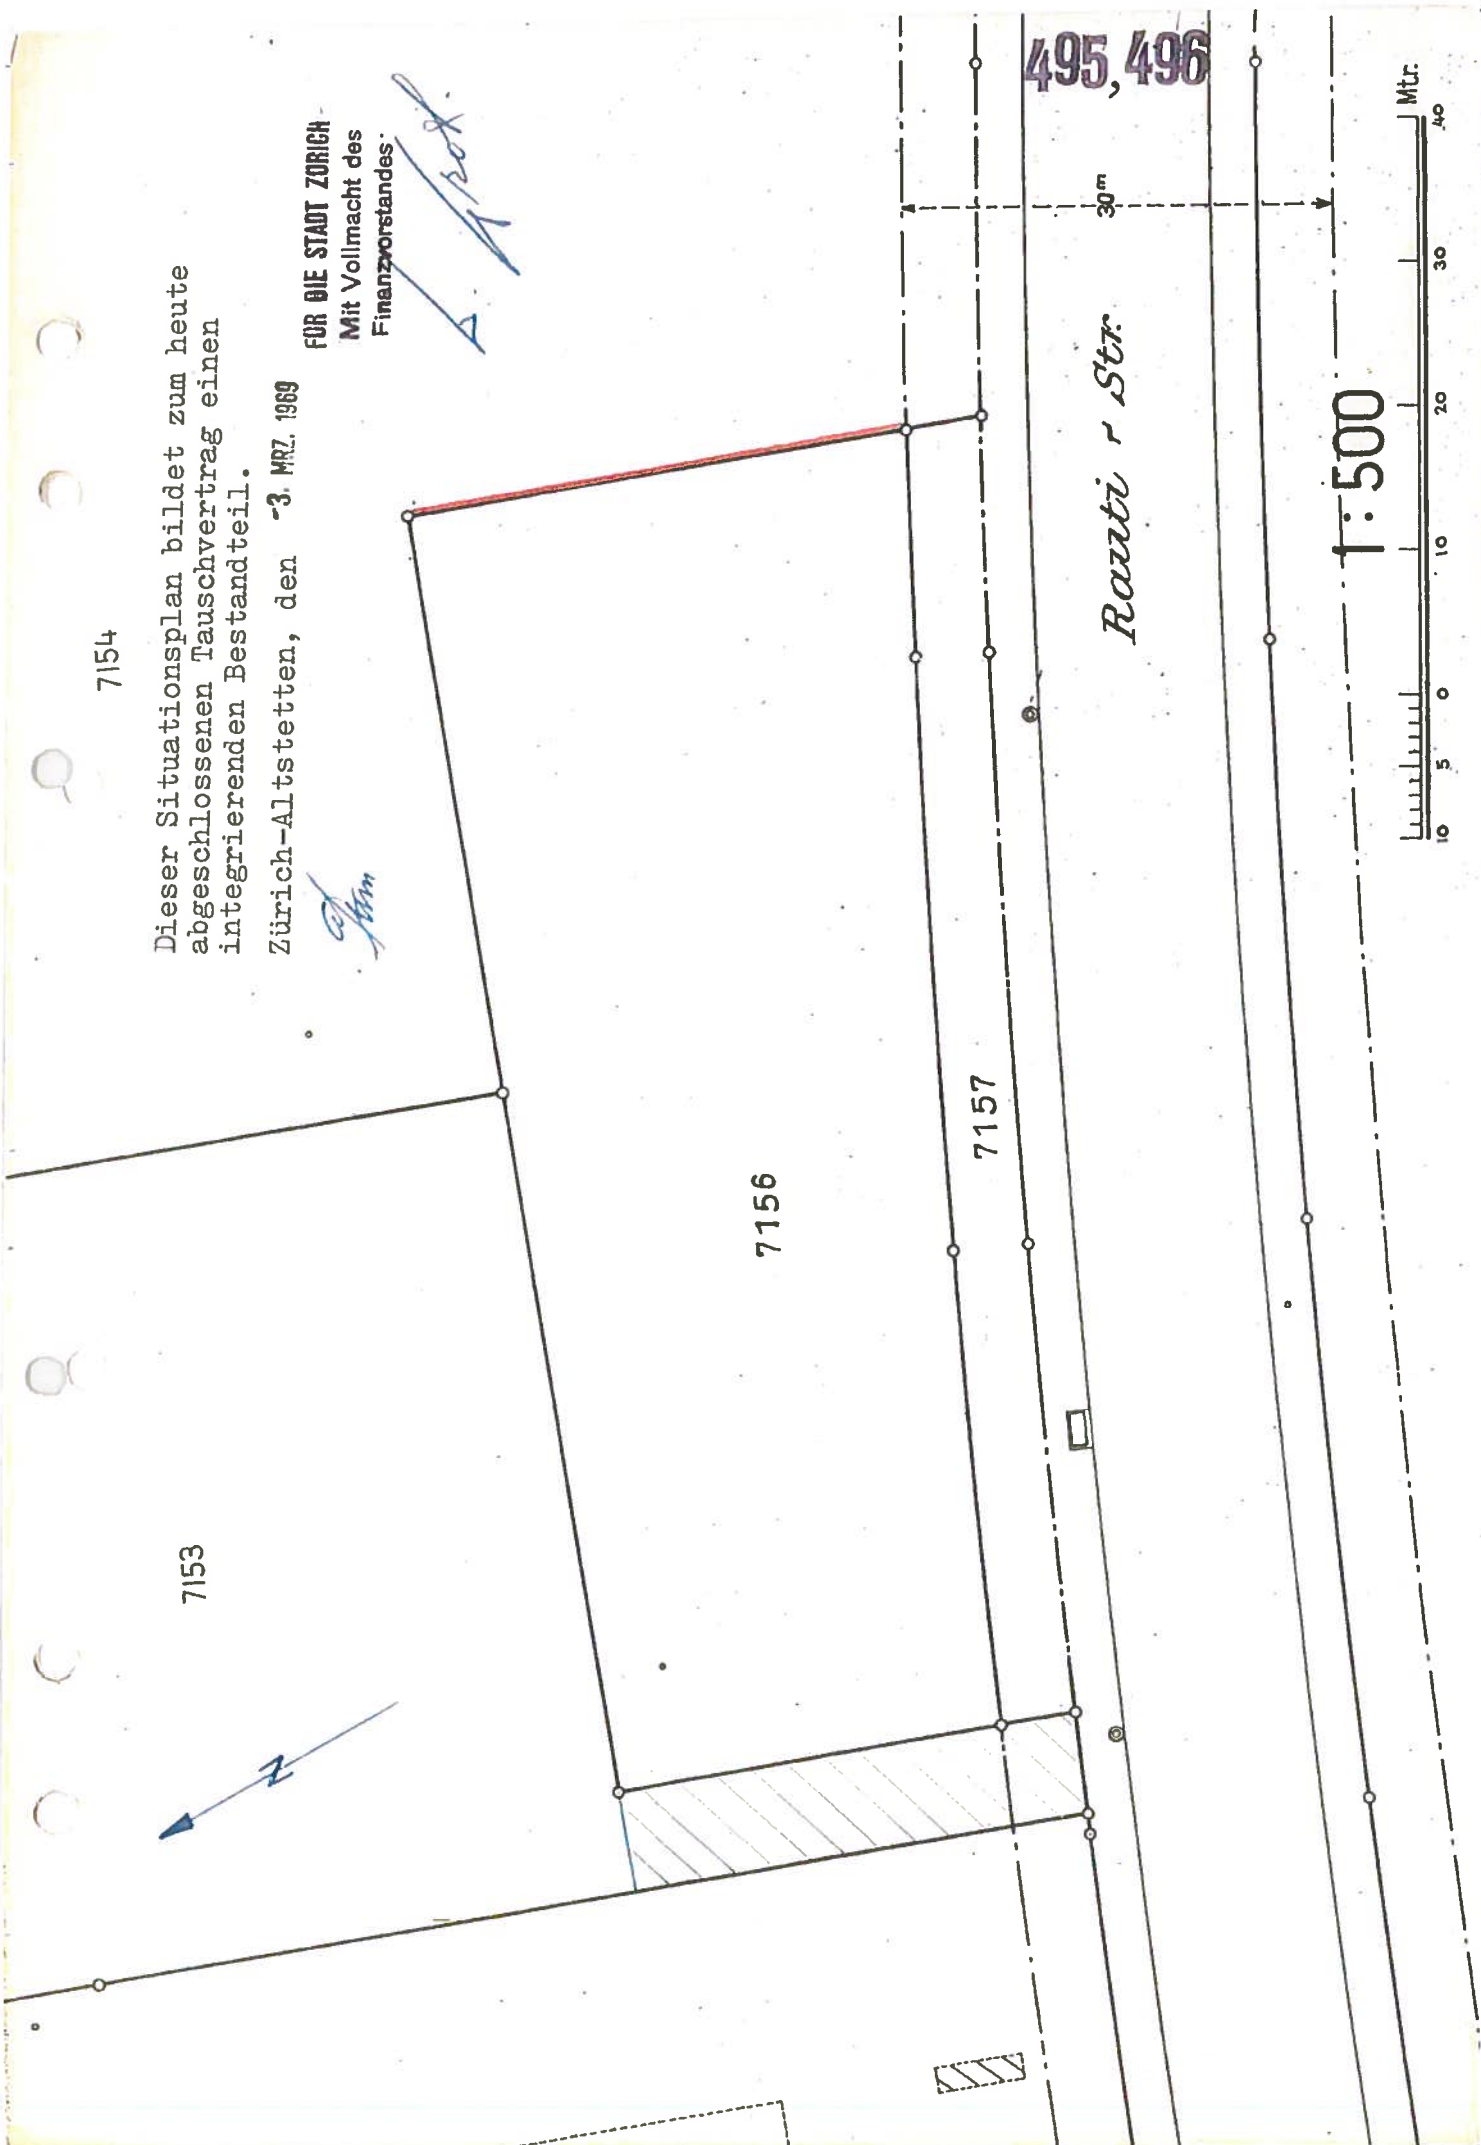 7154
Dieser Situationsplan bildet zum heute
abgeschlossenen Tauschvertrag einen
integrierenden Bestandteil.
Zürich-Altstetten, den -3. MRZ. 1969
FÜR DIE STADT ZÜRICH
Mit Vollmacht des
Finanzvorstandes:
7153
N
7156
7157
495, 496
30m
Rauti - Str.
1:500
10 5 0 10 20 30 40 Mtr.